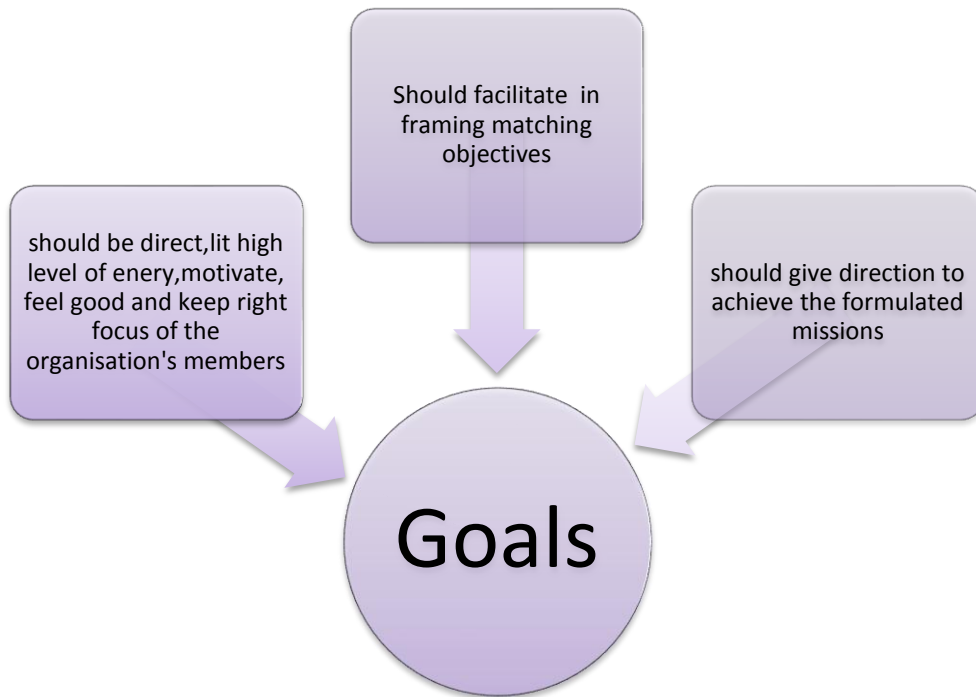 Should facilitate in
framing matching
objectives
should be direct,lit high
level of enery,motivate,
feel good and keep right
focus of the
organisation's members
should give direction to
achieve the formulated
missions
Goals